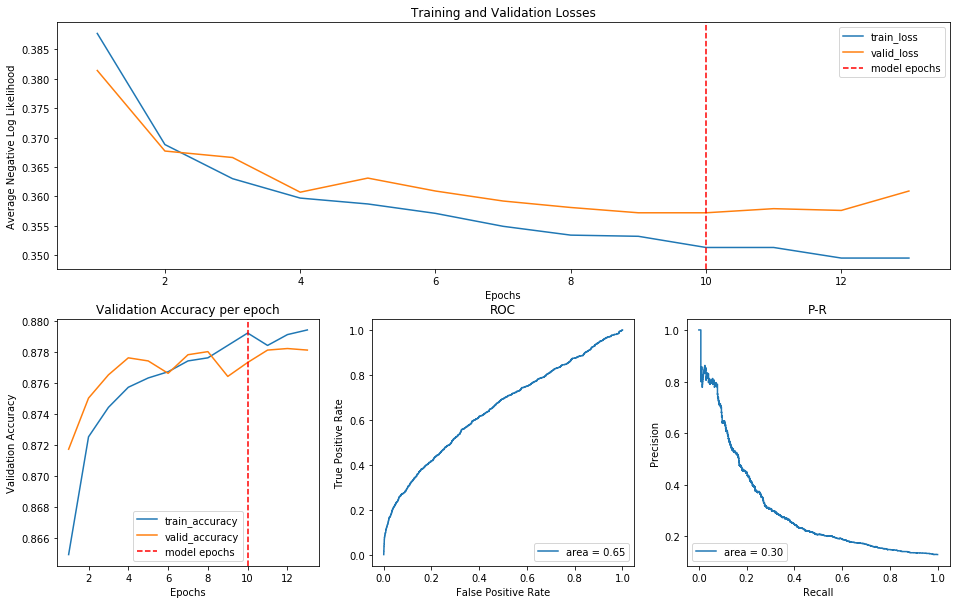 Training and Validation Losses
Average Negative Log Likelihood
0.385
0.380
0.375
0.370
0.365
0.360
0.355
0.350
train_loss
valid_loss
model epochs
2 4 6 8 10 12
Epochs
Validation Accuracy per epoch
Validation Accuracy
0.880
0.878
0.876
0.874
0.872
0.870
0.868
0.866
train_accuracy
valid_accuracy
model epochs
2 4 6 8 10 12
Epochs
ROC
True Positive Rate
1.0
0.8
0.6
0.4
0.2
0.0
area = 0.65
0.0 0.2 0.4 0.6 0.8 1.0
False Positive Rate
P-R
Precision
1.0
0.8
0.6
0.4
0.2
area = 0.30
0.0 0.2 0.4 0.6 0.8 1.0
Recall